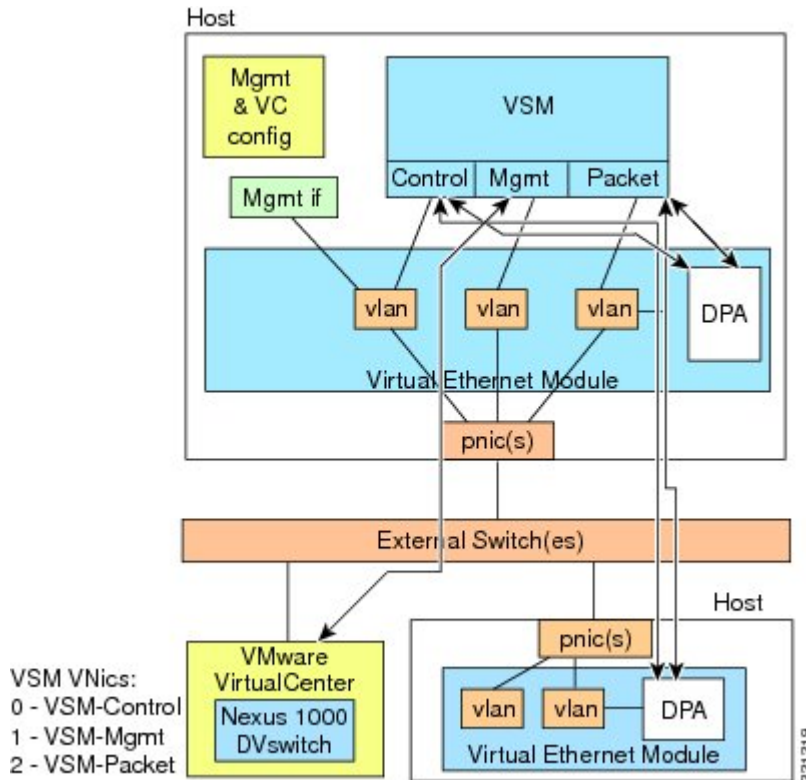 Host
Mgmt
& VC
config
VSM
Control
Mgmt
Packet
Mgmt if
vlan
vlan
vlan
DPA
Virtual Ethernet Module
pnic(s)
External Switch(es)
Host
VMware
VirtualCenter
Nexus 1000
DVswitch
pnic(s)
vlan
vlan
DPA
Virtual Ethernet Module
VSM VNics:
0 - VSM-Control
1 - VSM-Mgmt
2 - VSM-Packet